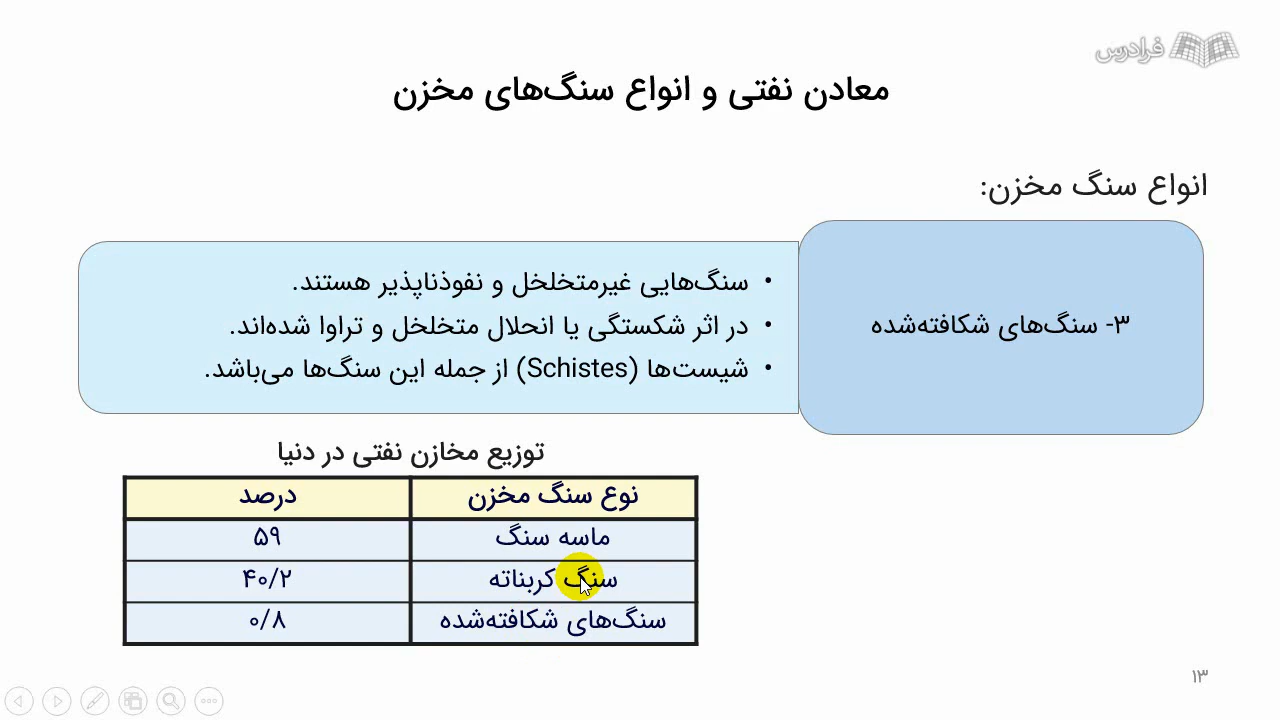 فرادرس
معادن نفتی و انواع سنگ‌های مخزن
انواع سنگ مخزن:
۳- سنگ‌های شکافته‌شده
• سنگ‌هایی غیرمتخلخل و نفوذناپذیر هستند.
• در اثر شکستگی یا انحلال متخلخل و تراوا شده‌اند.
• شیست‌ها (Schistes) از جمله این سنگ‌ها می‌باشد.
توزیع مخازن نفتی در دنیا
نوع سنگ مخزن درصد
ماسه سنگ ۵۹
سنگ کربناته ۴۰/۲
سنگ‌های شکافته‌شده ۰/۸
۱۳